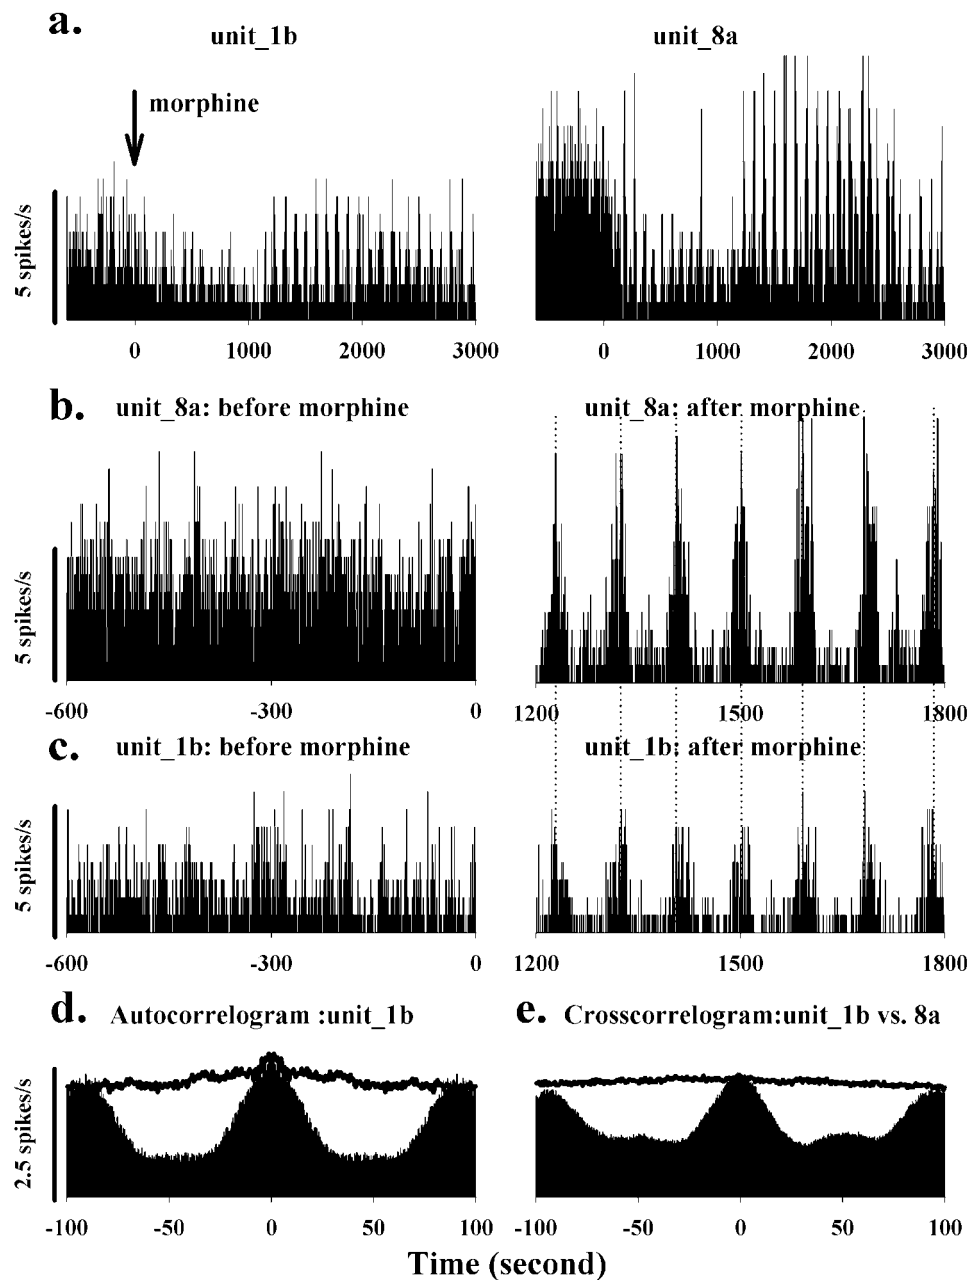 a.
unit_1b
unit_8a
morphine
5 spikes/s
0 1000 2000 3000
0 1000 2000 3000
b.
unit_8a: before morphine
unit_8a: after morphine
5 spikes/s
-600 -300 0
1200 1500 1800
c.
unit_1b: before morphine
unit_1b: after morphine
5 spikes/s
-600 -300 0
1200 1500 1800
d.
Autocorrelogram :unit_1b
e.
Crosscorrelogram:unit_1b vs. 8a
2.5 spikes/s
-100 -50 0 50 100
-100 -50 0 50 100
Time (second)